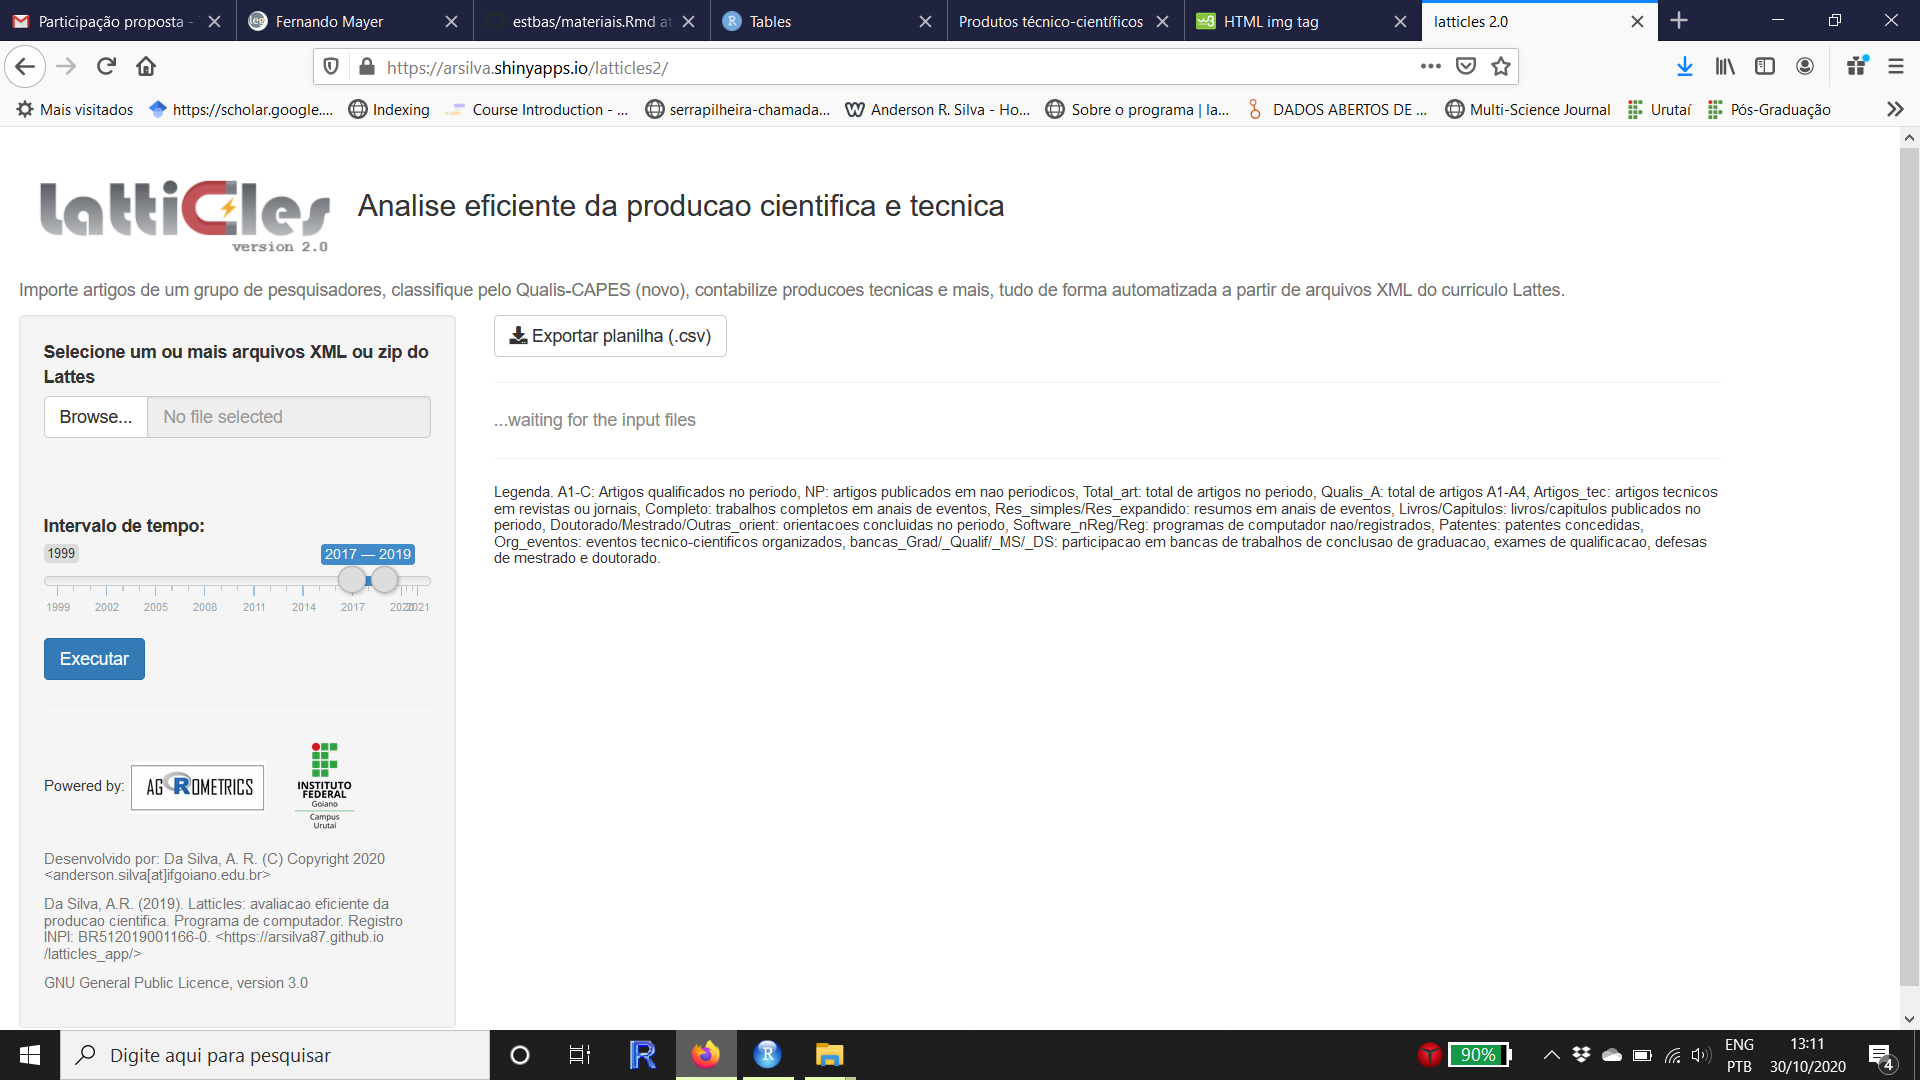 Participação proposta -
Fernando Mayer
estbas/materiais.Rmd at
Tables
Produtos técnico-científicos
HTML img tag
latticles 2.0
https://arsilva.shinyapps.io/latticles2/
Mais visitados
https://scholar.google....
Indexing
Course Introduction - ...
serrapilheira-chamada...
Anderson R. Silva - Ho...
Sobre o programa | la...
DADOS ABERTOS DE ...
Multi-Science Journal
Urutaí
Pós-Graduação
latticles
version 2.0
Analise eficiente da producao cientifica e tecnica
Importe artigos de um grupo de pesquisadores, classifique pelo Qualis-CAPES (novo), contabilize producoes tecnicas e mais, tudo de forma automatizada a partir de arquivos XML do curriculo Lattes.
Selecione um ou mais arquivos XML ou zip do
Lattes
Browse...
No file selected
Intervalo de tempo:
1999
2017 — 2019
1999 2002 2005 2008 2011 2014 2017 2020 2021
Executar
Powered by:
AGROMETRICS
INSTITUTO
FEDERAL
Goiano
Campus
Urutaí
Desenvolvido por: Da Silva, A. R. (C) Copyright 2020
<anderson.silva[at]ifgoiano.edu.br>
Da Silva, A.R. (2019). Latticles: avaliacao eficiente da
producao cientifica. Programa de computador. Registro
INPI: BR512019001166-0. <https://arsilva87.github.io
/latticles_app/>
GNU General Public Licence, version 3.0
Exportar planilha (.csv)
...waiting for the input files
Legenda. A1-C: Artigos qualificados no periodo, NP: artigos publicados em nao periodicos, Total_art: total de artigos no periodo, Qualis_A: total de artigos A1-A4, Artigos_tec: artigos tecnicos
em revistas ou jornais, Completo: trabalhos completos em anais de eventos, Res_simples/Res_expandido: resumos em anais de eventos, Livros/Capitulos: livros/capitulos publicados no
periodo, Doutorado/Mestrado/Outras_orient: orientacoes concluidas no periodo, Software_nReg/Reg: programas de computador nao/registrados, Patentes: patentes concedidas,
Org_eventos: eventos tecnico-cientificos organizados, bancas_Grad/_Qualif/_MS/_DS: participacao em bancas de trabalhos de conclusao de graduacao, exames de qualificacao, defesas
de mestrado e doutorado.
Digite aqui para pesquisar
90%
ENG
PTB
13:11
30/10/2020
4